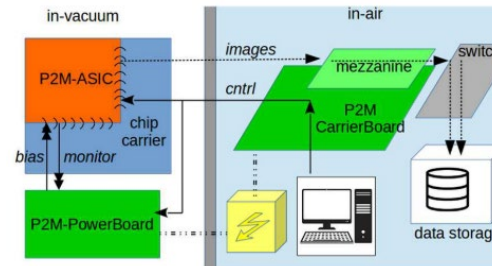 in-vacuum
in-air
P2M-ASIC
images
mezzanine
switc
cntrl
P2M
CarrierBoard
chip
carrier
bias
monitor
P2M-PowerBoard
data storag